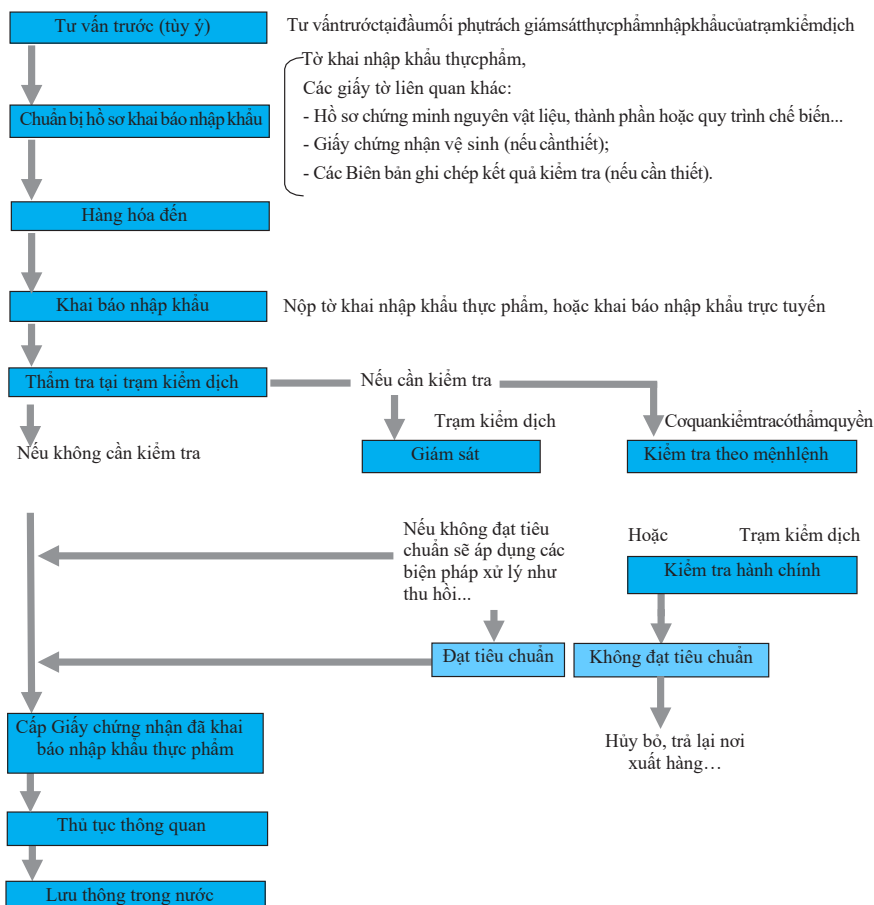 Tư vấn trước (tùy ý)
Tư vấntrướctạiđầumối phụtrách giámsátthựcphẩmnhậpkhẩucủatrạmkiểmdịch
Tờ khai nhập khẩu thựcphẩm,
Các giấy tờ liên quan khác:
- Hồ sơ chứng minh nguyên vật liệu, thành phần hoặc quy trình chế biến...
- Giấy chứng nhận vệ sinh (nếu cầnthiết);
- Các Biên bản ghi chép kết quả kiểm tra (nếu cần thiết).
Chuẩn bị hồ sơ khai báo nhập khẩu
Hàng hóa đến
Khai báo nhập khẩu
Nộp tờ khai nhập khẩu thực phẩm, hoặc khai báo nhập khẩu trực tuyến
Thẩm tra tại trạm kiểm dịch
Nếu cần kiểm tra
Trạm kiểm dịch
Cơquankiểmtracóthẩmquyền
Nếu không cần kiểm tra
Giám sát
Kiểm tra theo mệnhlệnh
Nếu không đạt tiêu
chuẩn sẽ áp dụng các
biện pháp xử lý như
thu hồi...
Hoặc
Trạm kiểm dịch
Kiểm tra hành chính
Đạt tiêu chuẩn
Không đạt tiêu chuẩn
Cấp Giấy chứng nhận đã khai
báo nhập khẩu thực phẩm
Hủy bỏ, trả lại nơi
xuất hàng…
Thủ tục thông quan
Lưu thông trong nước